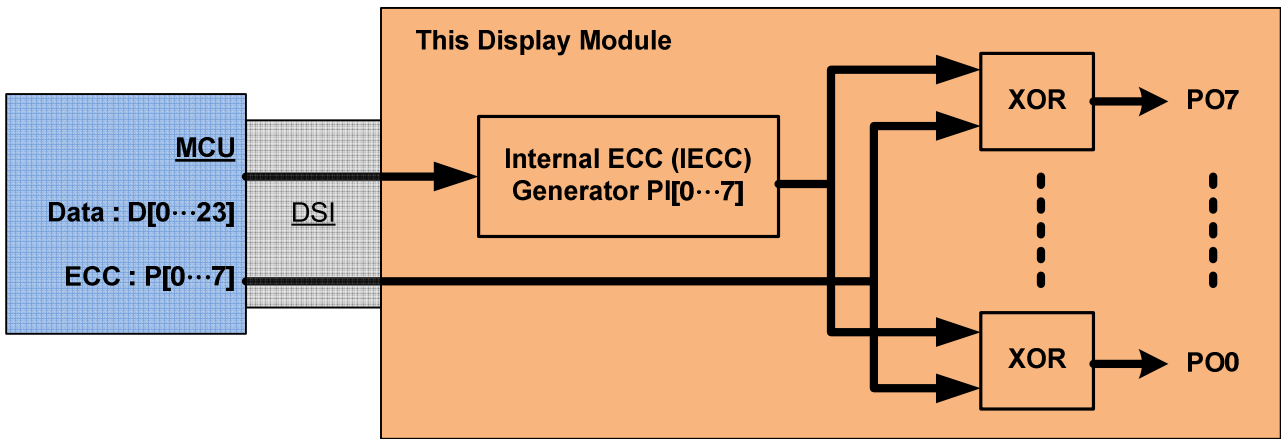 This Display Module
MCU
Data : D[0···23]
ECC : P[0···7]
DSI
Internal ECC (IECC)
Generator PI[0···7]
XOR
PO7
XOR
PO0